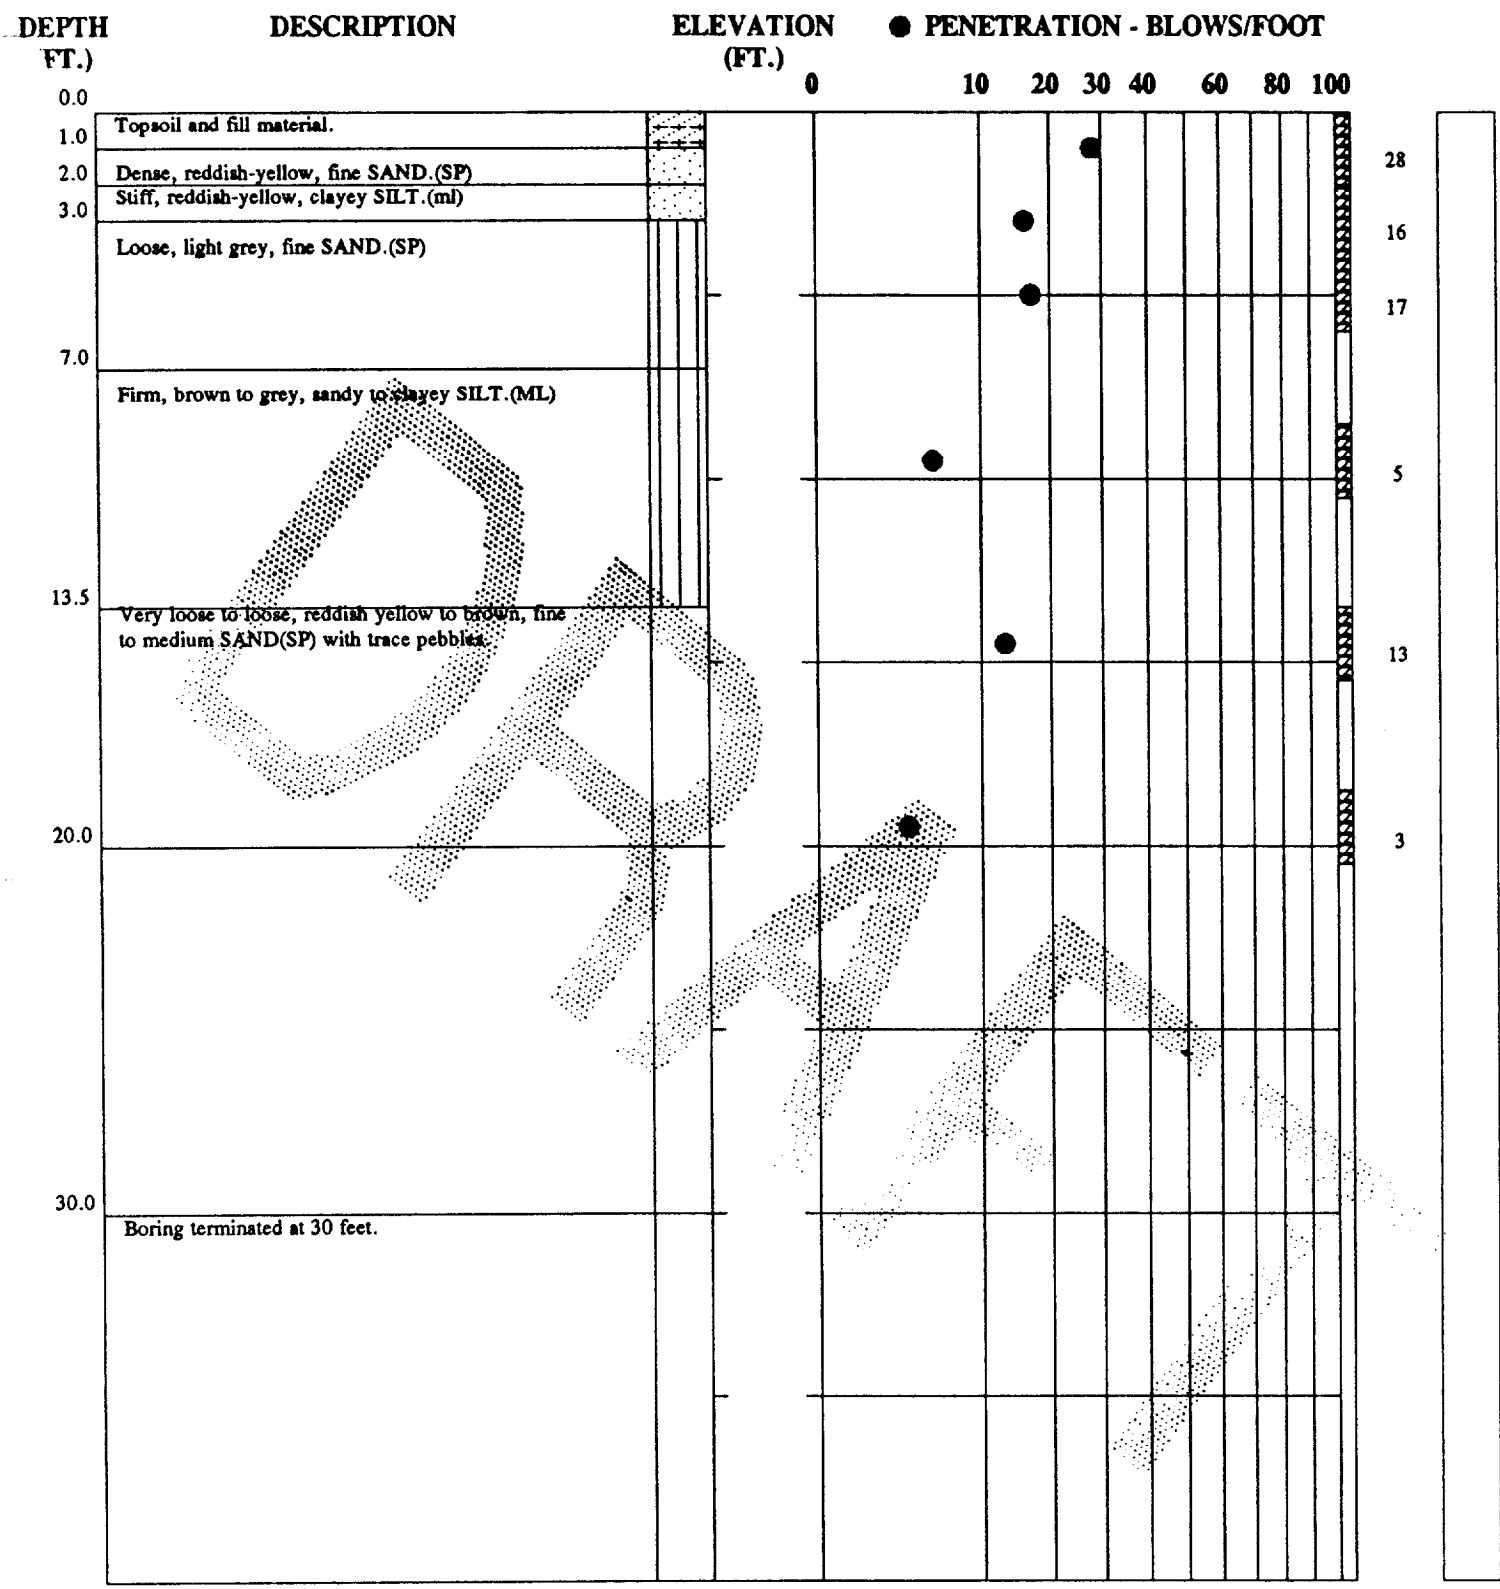 DEPTH DESCRIPTION ELEVATION ● PENETRATION - BLOWS/FOOT
FT.) (FT.)
0 10 20 30 40 60 80 100
0.0
Topsoil and fill material.
1.0
28
2.0 Dense, reddish-yellow, fine SAND.(SP)
Stiff, reddish-yellow, clayey SILT.(ml)
3.0
16
Loose, light grey, fine SAND.(SP)
17
7.0
Firm, brown to grey, sandy to clayey SILT.(ML)
5
13.5
Very loose to loose, reddish yellow to brown, fine
to medium SAND(SP) with trace pebbles.
13
20.0
3
30.0
Boring terminated at 30 feet.
DRAFT